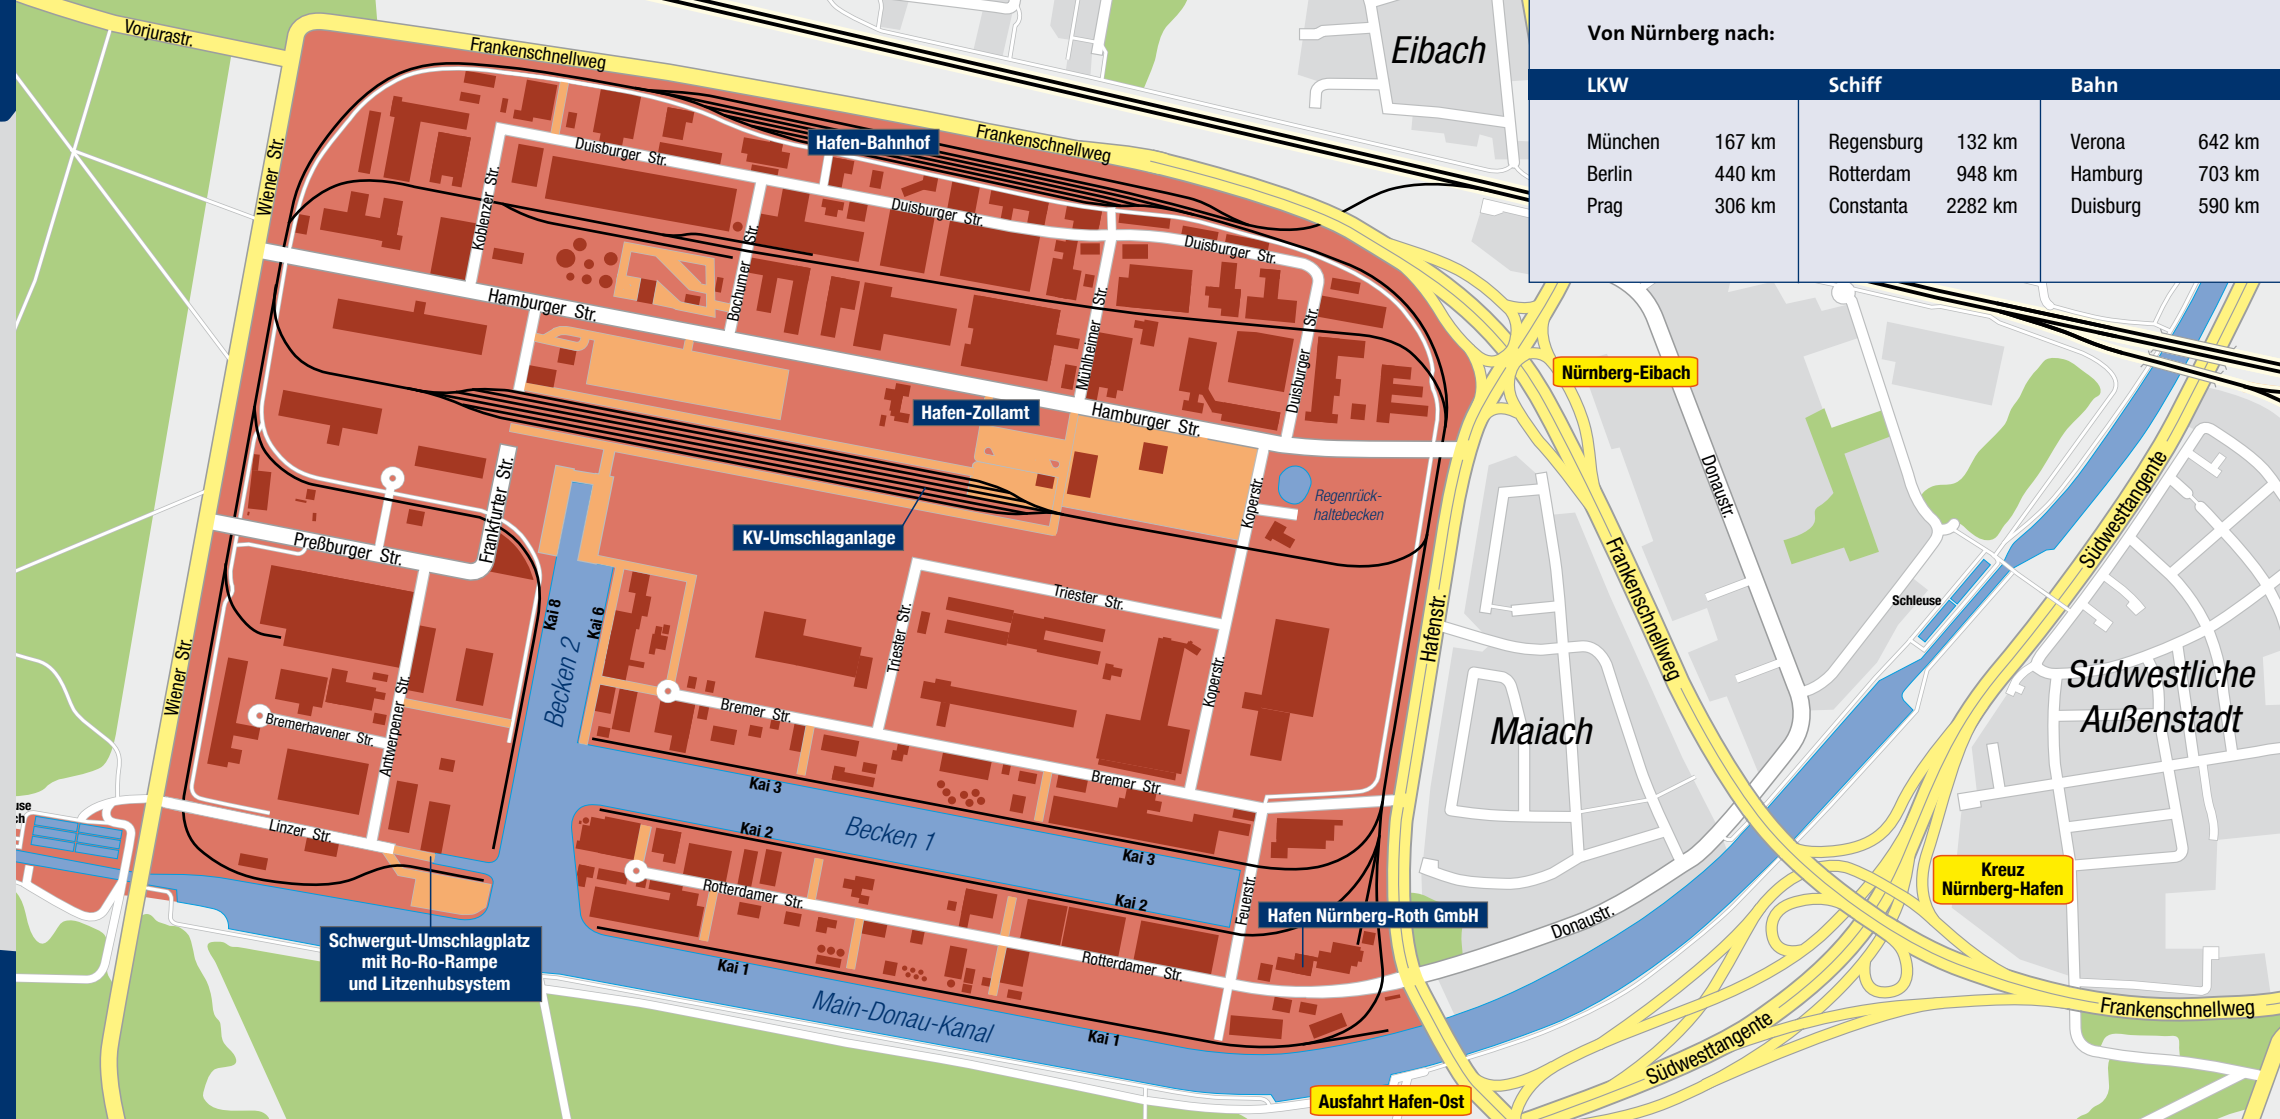 Vorjurastr.
Frankenschnellweg
Eibach
Von Nürnberg nach:
LKW Schiff Bahn
München 167 km Regensburg 132 km Verona 642 km
Berlin 440 km Rotterdam 948 km Hamburg 703 km
Prag 306 km Constanta 2282 km Duisburg 590 km
Wiener Str.
Duisburger Str.
Hafen-Bahnhof
Frankenschnellweg
Koblenzer Str.
Duisburger Str.
Bochumer Str.
Duisburger Str.
Hamburger Str.
Mühlheimer Str.
Duisburger Str.
Nürnberg-Eibach
Hafen-Zollamt
Hamburger Str.
Donaustr.
Frankfurter Str.
Koperstr.
Regenrück-
haltebecken
Südwesttangente
KV-Umschlaganlage
Preßburger Str.
Kai 8
Kai 6
Becken 2
Triester Str.
Triester Str.
Hafenstr.
Frankenschnellweg
Schleuse
Wiener Str.
Koperstr.
Südwestliche
Außenstadt
Maiach
Bremerhavener Str.
Antwerpener Str.
Bremer Str.
Bremer Str.
Kai 3
use
ch
Linzer Str.
Kai 2
Becken 1
Kai 3
Kai 2
Feuerstr.
Kreuz
Nürnberg-Hafen
Rotterdamer Str.
Hafen Nürnberg-Roth GmbH
Donaustr.
Schwergut-Umschlagplatz
mit Ro-Ro-Rampe
und Litzenhubsystem
Kai 1
Rotterdamer Str.
Main-Donau-Kanal
Kai 1
Frankenschnellweg
Südwesttangente
Ausfahrt Hafen-Ost